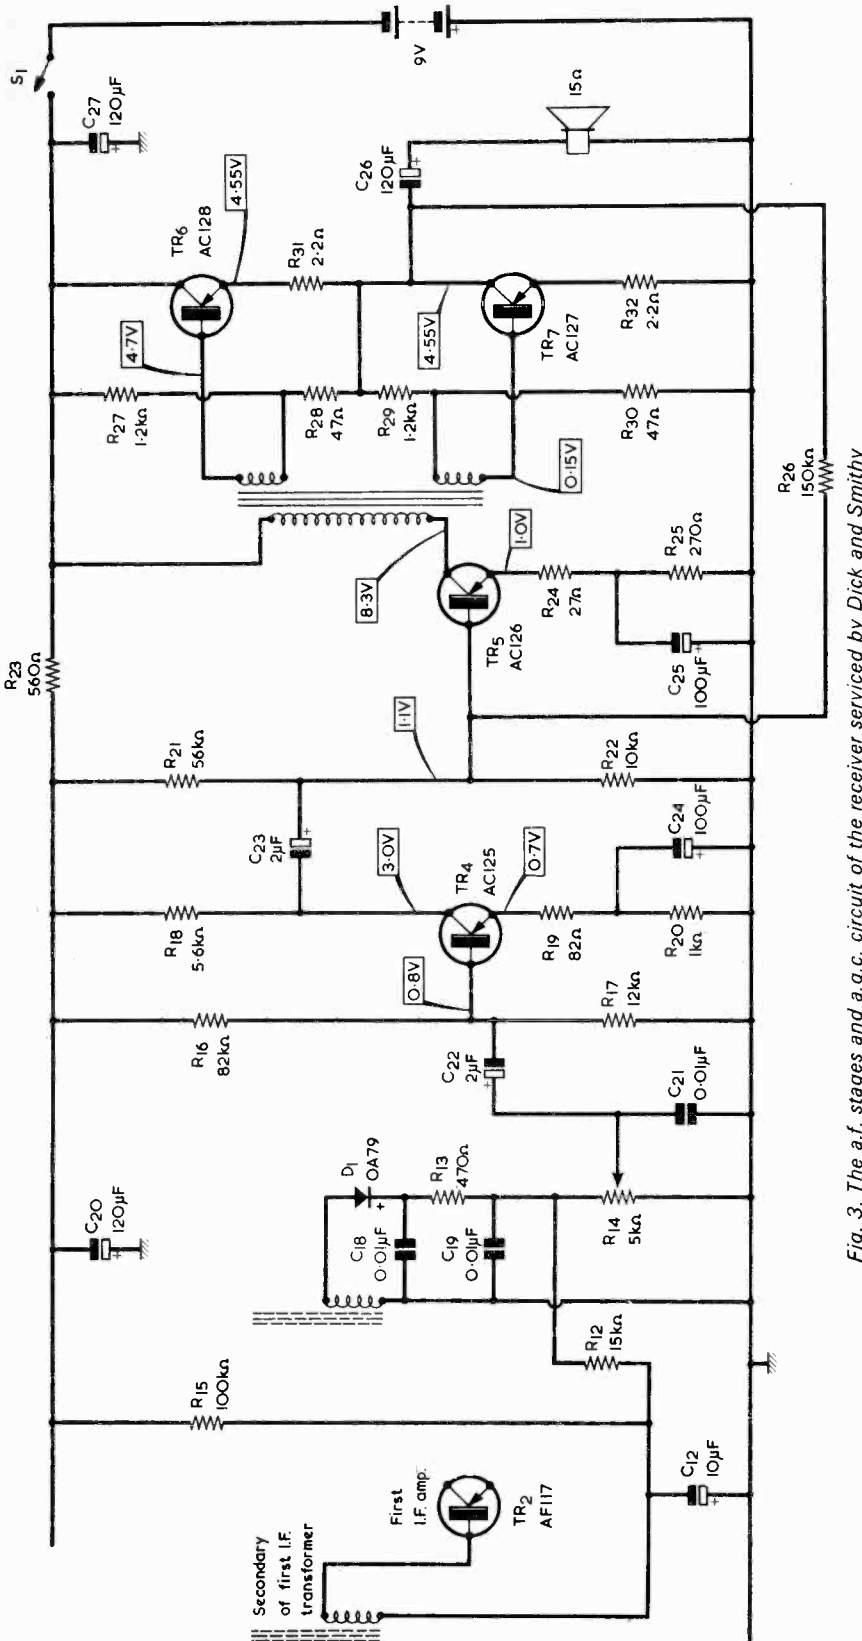 Secondary
of first I.F.
transformer
First
I.F. amp.
TR2
AF117
R15
100kΩ
C12
10μF
R12
15kΩ
C20
120μF
C18
0·01μF
C19
0·01μF
D1
OA79
+
R13
470Ω
R14
5kΩ
C21
0·01μF
C22
2μF
+
R16
82kΩ
R17
12kΩ
0·8V
R18
5.6kΩ
3·0V
TR4
AC125
0·7V
R19
82Ω
R20
1kΩ
C24
100μF
+
C23
2μF
+
R21
56kΩ
1·1V
R22
10kΩ
R23
560Ω
TR5
AC126
8·3V
1·0V
R24
27Ω
R25
270Ω
C25
100μF
+
R26
150kΩ
R27
1·2kΩ
R28
47Ω
R29
1·2kΩ
R30
47Ω
4·7V
0·15V
TR6
AC128
4·55V
R31
2·2Ω
4·55V
TR7
AC127
R32
2·2Ω
C26
120μF
+
15Ω
C27
120μF
+
S1
9V
+
Fig. 3. The a.f. stages and a.g.c. circuit of the receiver serviced by Dick and Smithy